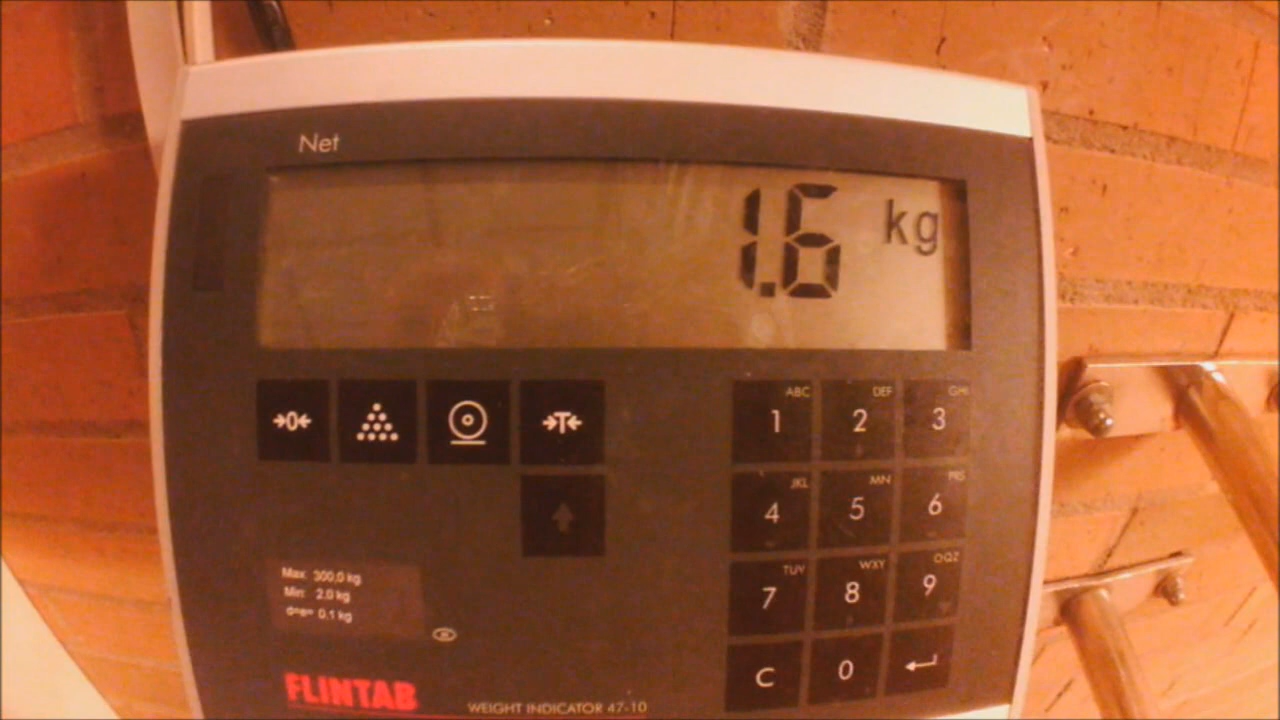 Net
1.6 kg
→0← →T←
ABC DEF GHI
1 2 3
JKL MN PRS
4 5 6
TUV WXY OQZ
7 8 9
C 0
Max 300,0 kg
Min: 2.0 kg
d=e= 0.1 kg
FLINTAB
WEIGHT INDICATOR 47-10